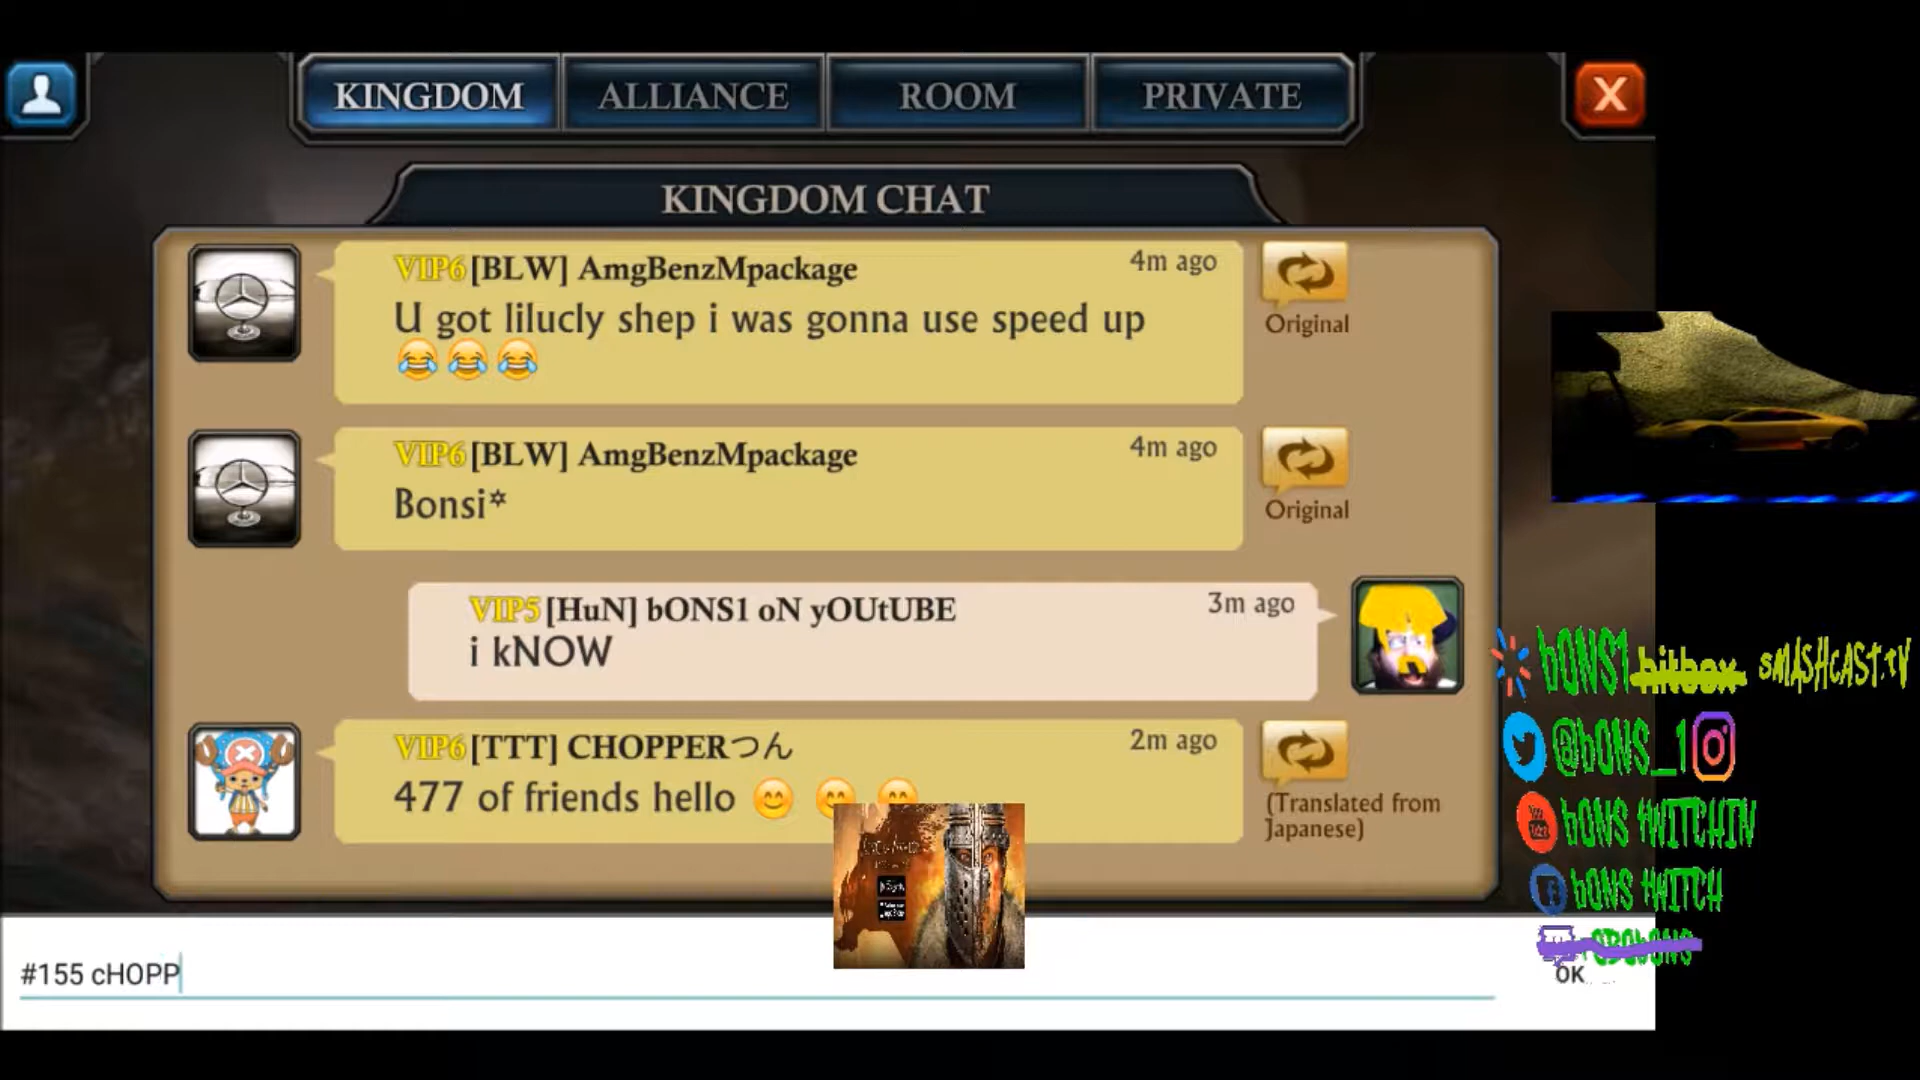 KINGDOM
ALLIANCE
ROOM
PRIVATE
X
KINGDOM CHAT
VIP6[BLW] AmgBenzMpackage
4m ago
U got lilucly shep i was gonna use speed up
😂😂😂
Original
VIP6[BLW] AmgBenzMpackage
4m ago
Bonsi*
Original
VIP5[HuN] bONS1 oN yOUtUBE
3m ago
i kNOW
VIP6[TTT] CHOPPERつん
2m ago
477 of friends hello 😊 😊 😊
(Translated from
Japanese)
bONS1 hitbox SMASHCAST.tV
@bONS_1
bONS tWITCHIN
bONS tWITCH
#155 cHOPP
OK